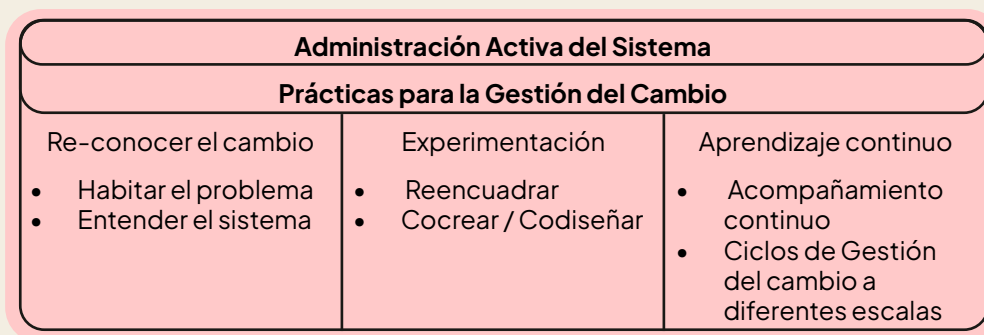 Administración Activa del Sistema
Prácticas para la Gestión del Cambio
Re-conocer el cambio
• Habitar el problema
• Entender el sistema
Experimentación
• Reencuadrar
• Cocrear / Codiseñar
Aprendizaje continuo
• Acompañamiento
continuo
• Ciclos de Gestión
del cambio a
diferentes escalas